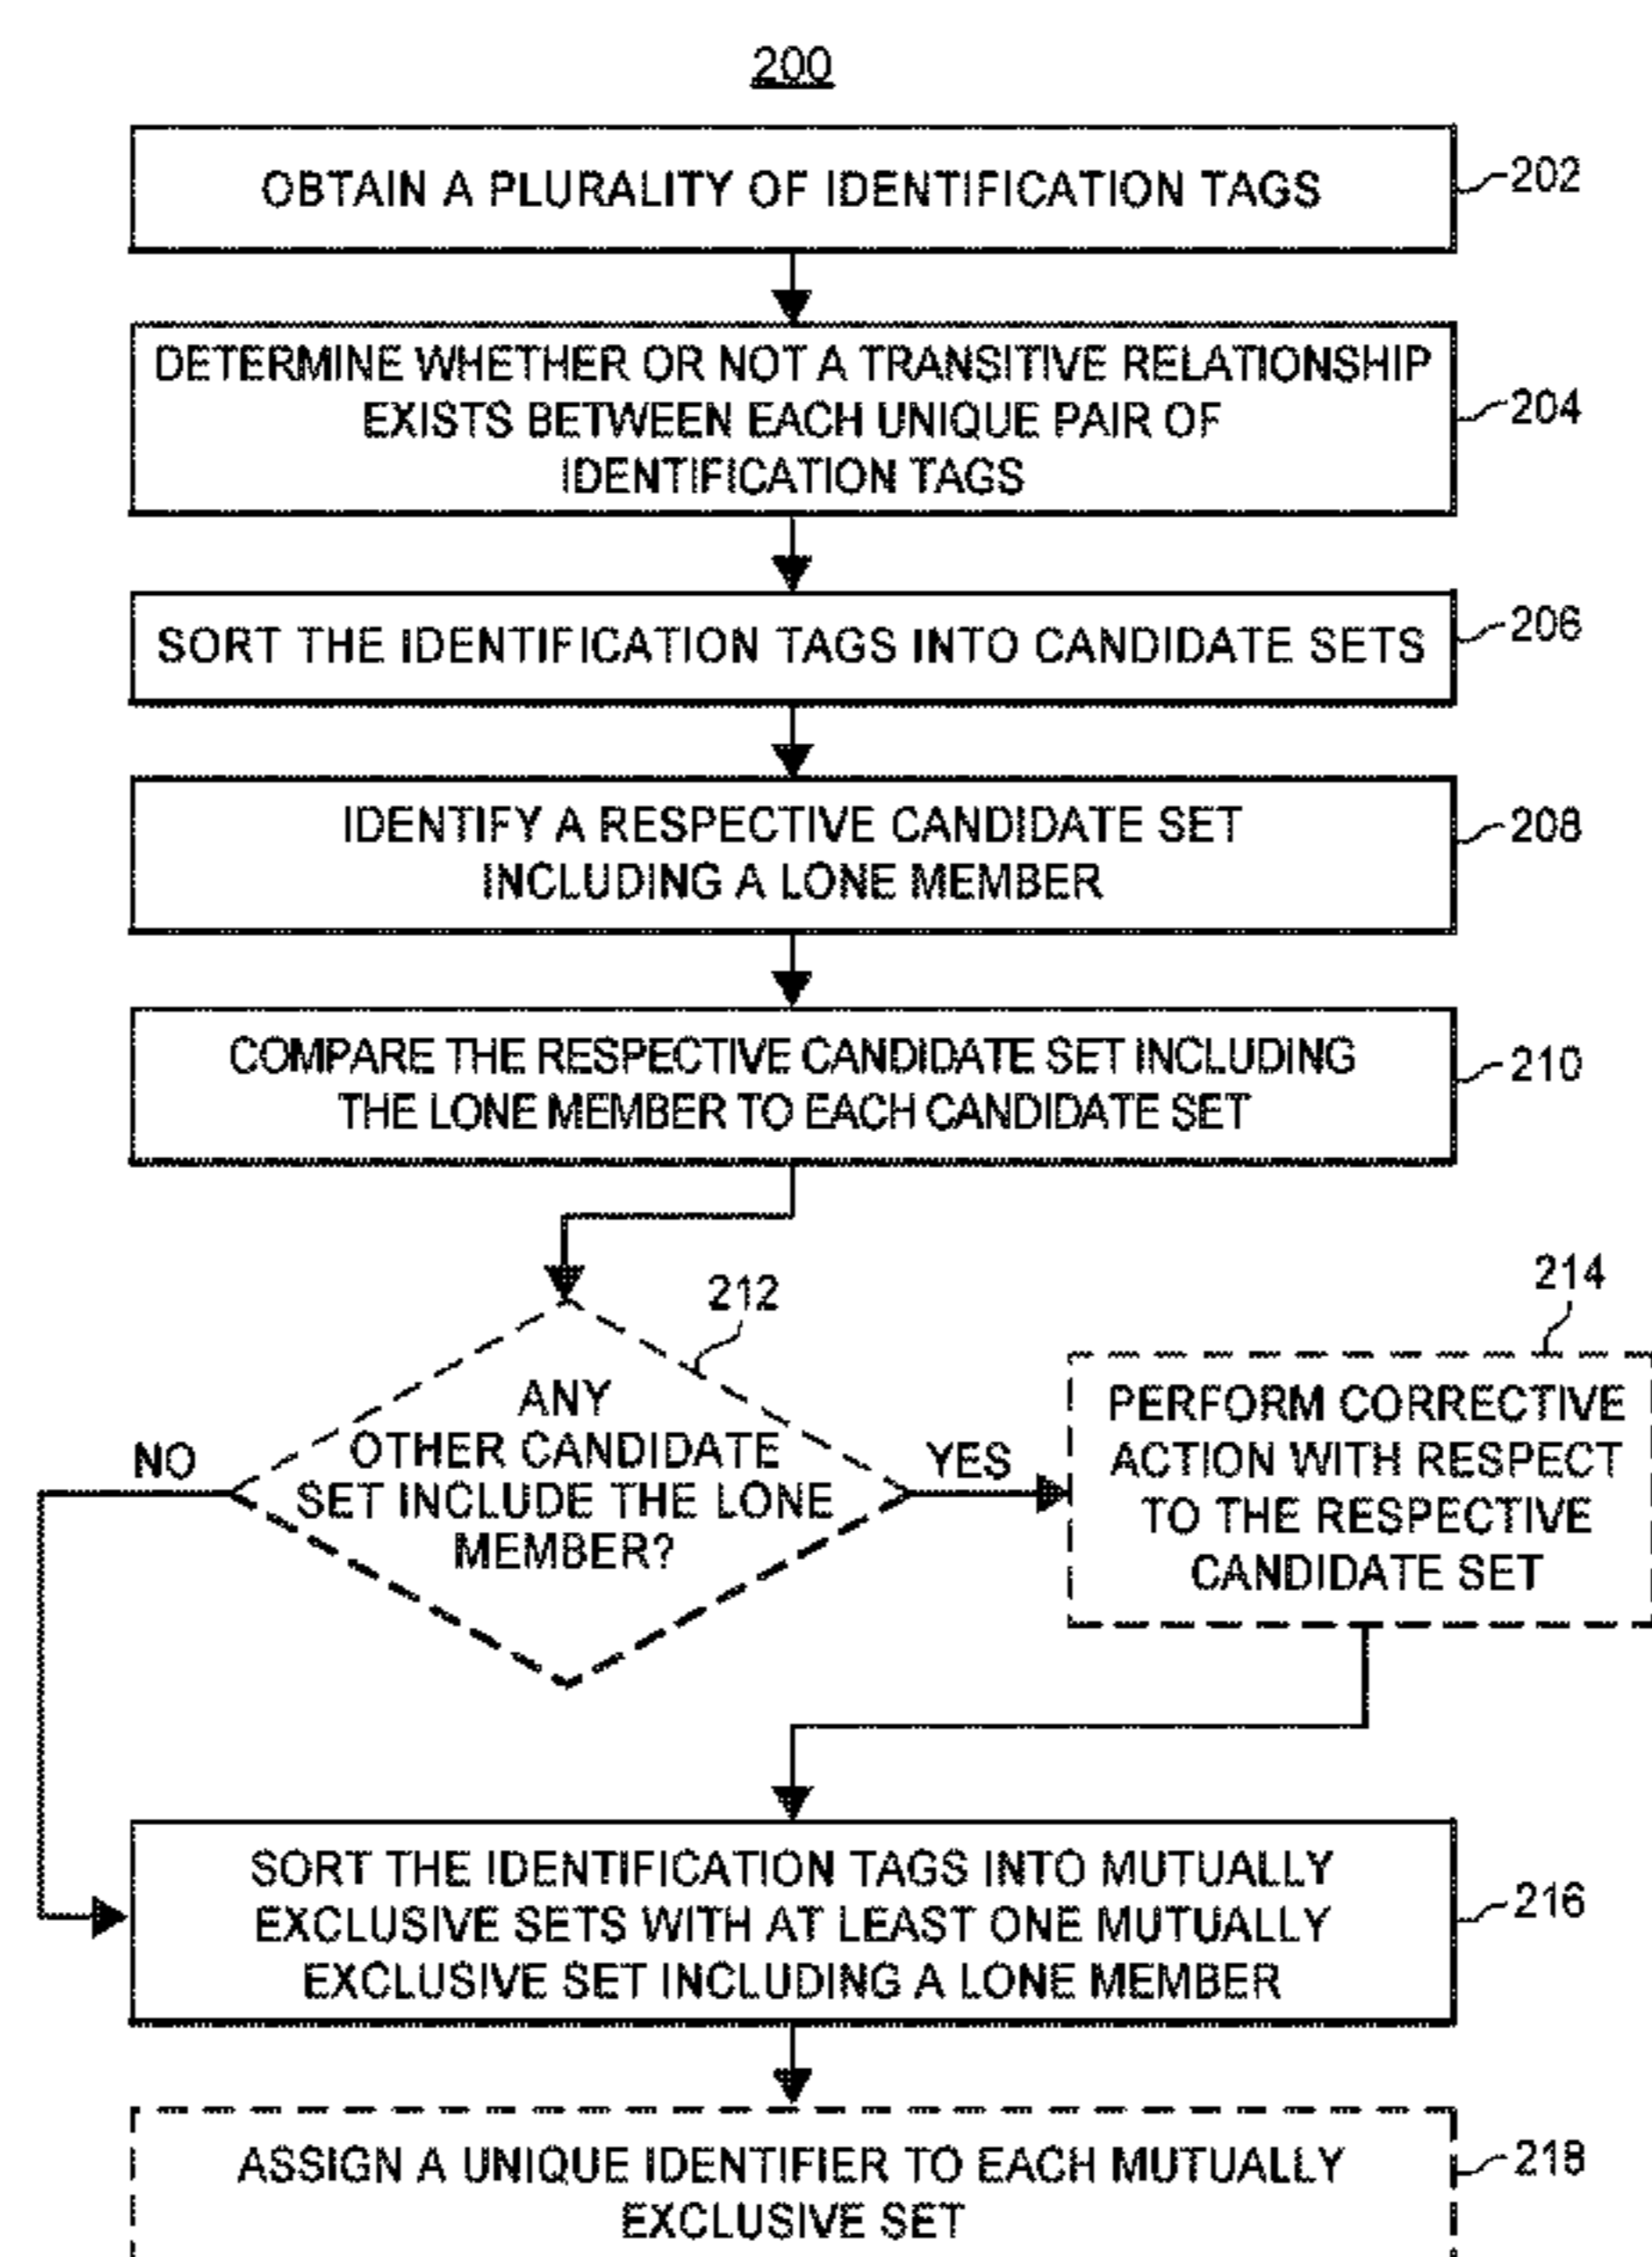 200
OBTAIN A PLURALITY OF IDENTIFICATION TAGS
202
DETERMINE WHETHER OR NOT A TRANSITIVE RELATIONSHIP
EXISTS BETWEEN EACH UNIQUE PAIR OF
IDENTIFICATION TAGS
204
SORT THE IDENTIFICATION TAGS INTO CANDIDATE SETS
206
IDENTIFY A RESPECTIVE CANDIDATE SET
INCLUDING A LONE MEMBER
208
COMPARE THE RESPECTIVE CANDIDATE SET INCLUDING
THE LONE MEMBER TO EACH CANDIDATE SET
210
212
ANY
OTHER CANDIDATE
SET INCLUDE THE LONE
MEMBER?
NO
YES
214
PERFORM CORRECTIVE
ACTION WITH RESPECT
TO THE RESPECTIVE
CANDIDATE SET
SORT THE IDENTIFICATION TAGS INTO MUTUALLY
EXCLUSIVE SETS WITH AT LEAST ONE MUTUALLY
EXCLUSIVE SET INCLUDING A LONE MEMBER
216
ASSIGN A UNIQUE IDENTIFIER TO EACH MUTUALLY
EXCLUSIVE SET
218